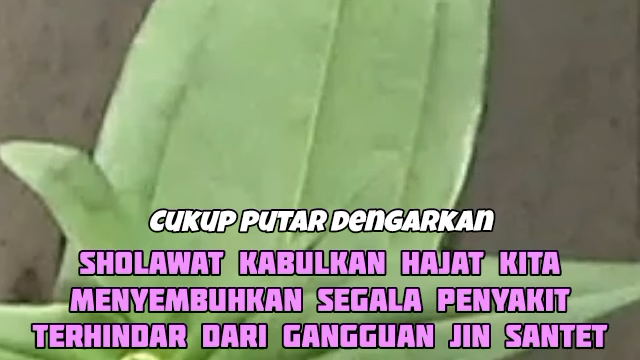 CUKUP PUTAR DENGARKAN
SHOLAWAT KABULKAN HAJAT KITA
MENYEMBUHKAN SEGALA PENYAKIT
TERHINDAR DARI GANGGUAN JIN SANTET